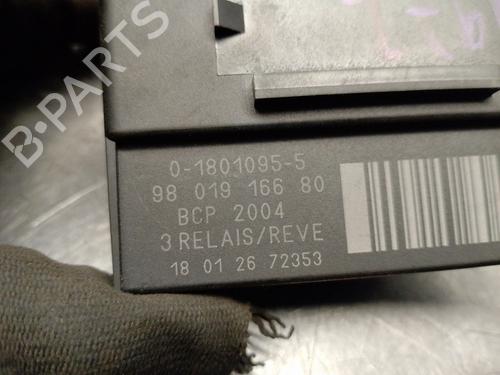 B-PARTS
0-1801095-5
98 019 166 80
BCP 2004
3 RELAIS/REVE
18 01 26 72353